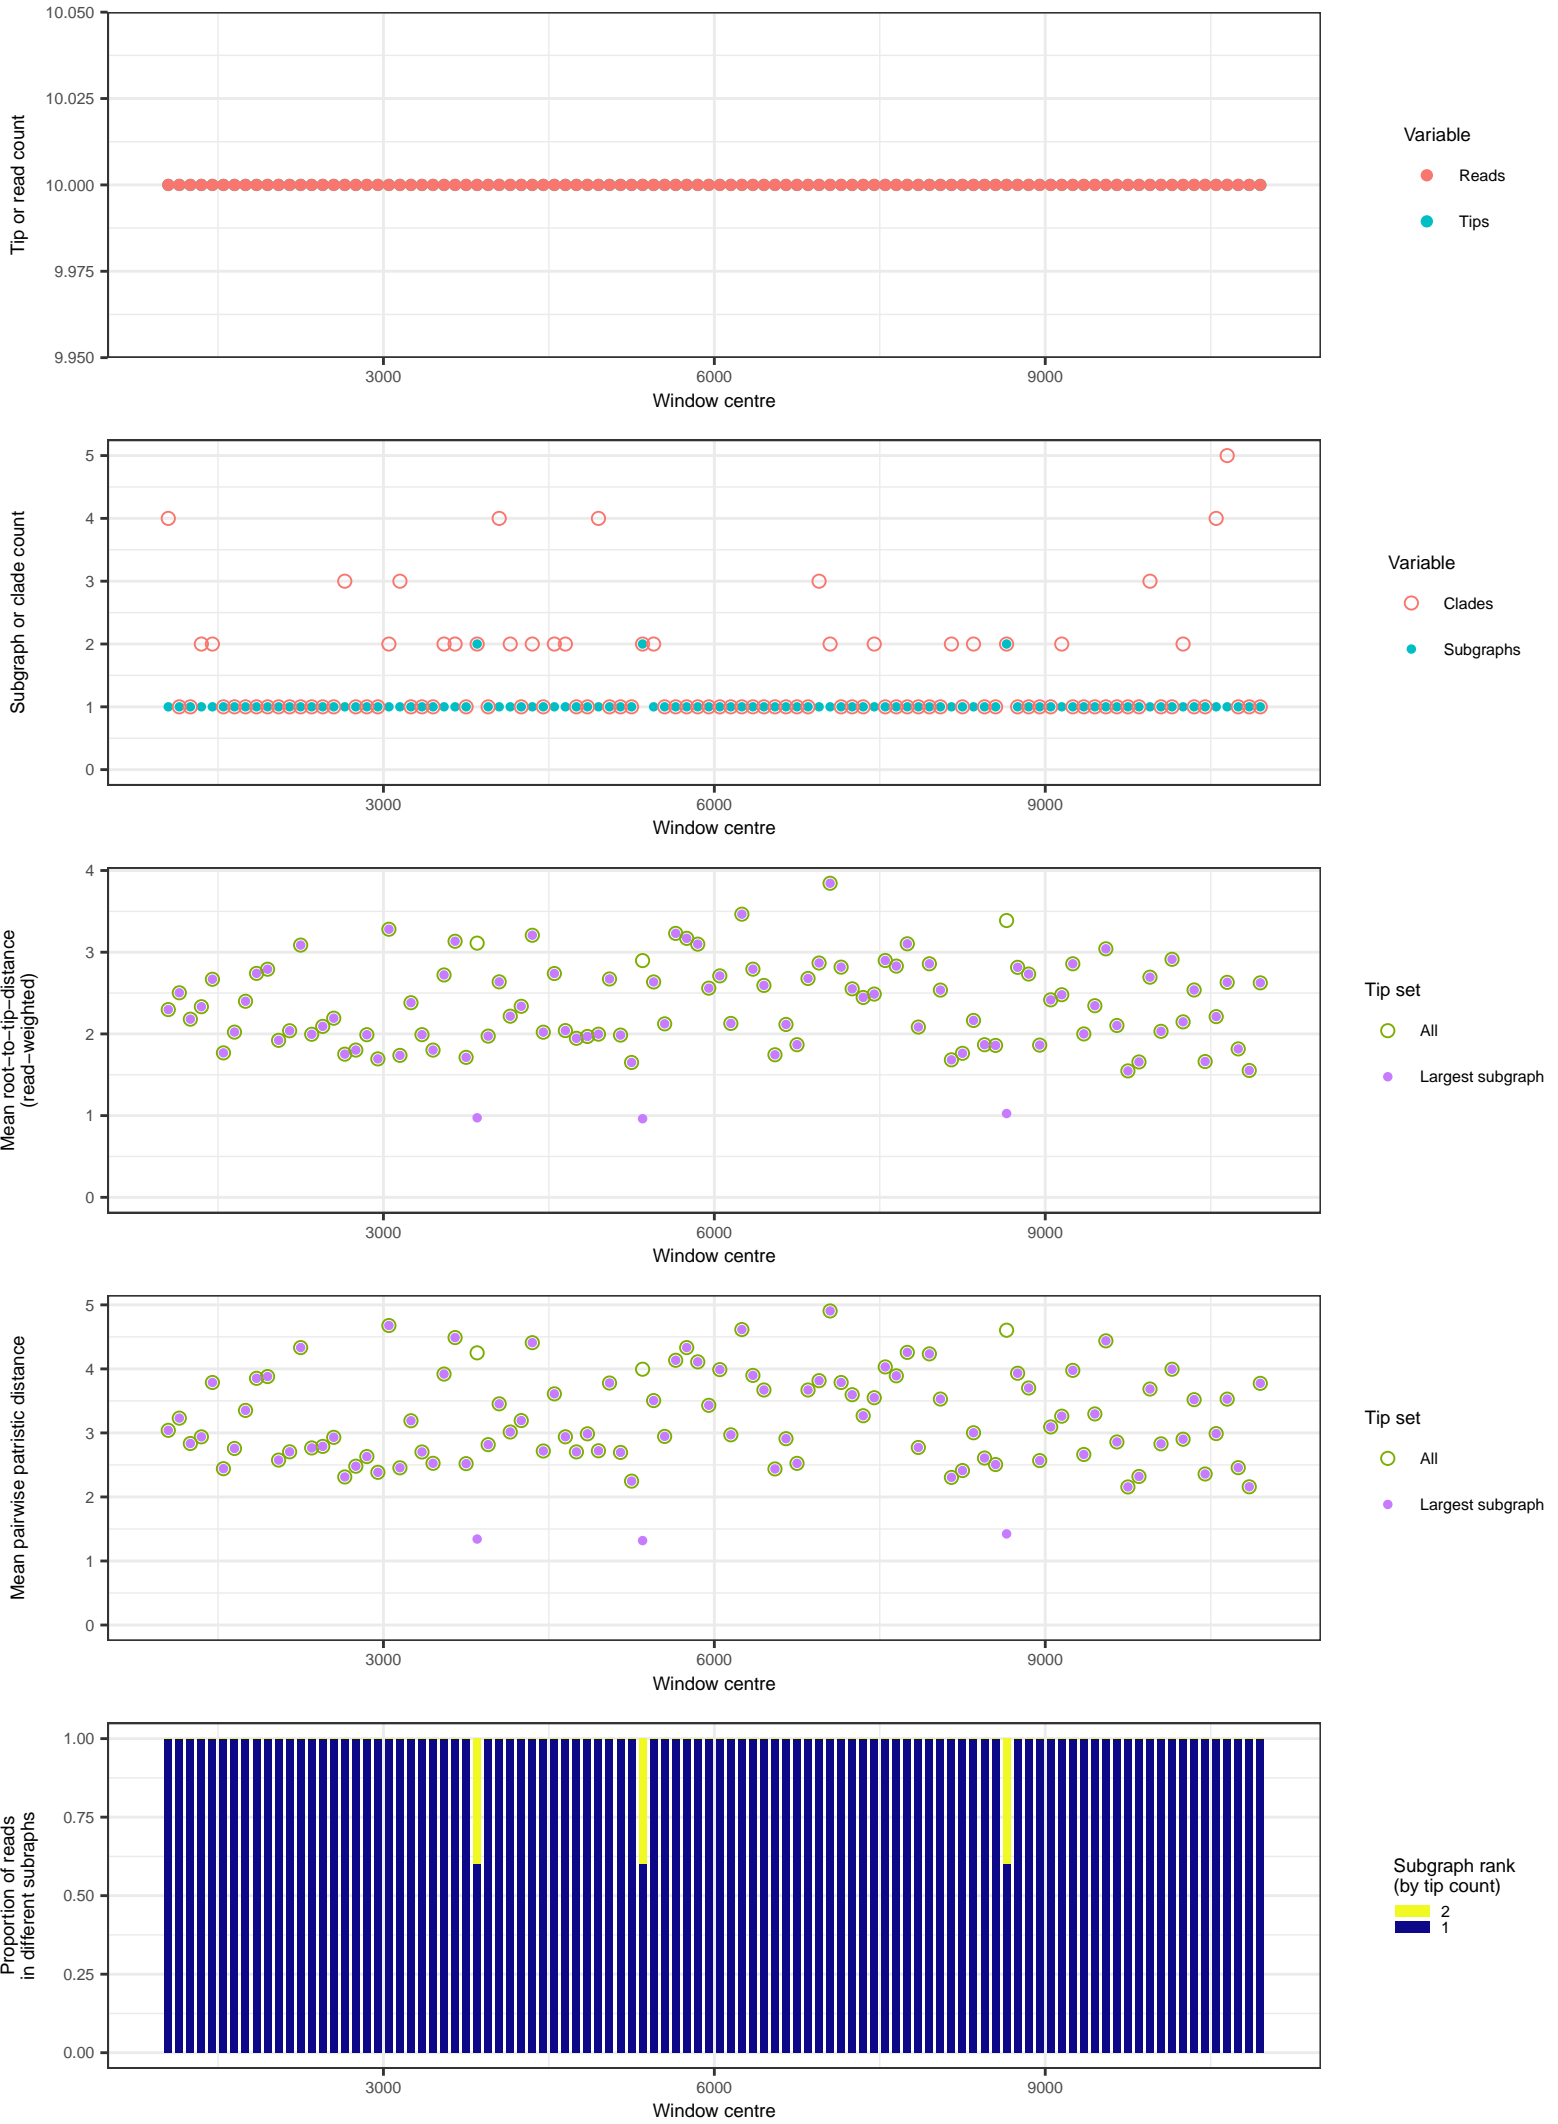 10.050
10.025
10.000
9.975
9.950
Tip or read count
3000
6000
9000
Window centre
Variable
Reads
Tips
5
4
3
2
1
0
Subgraph or clade count
3000
6000
9000
Window centre
Variable
Clades
Subgraphs
4
3
2
1
0
Mean root−to−tip−distance
(read−weighted)
3000
6000
9000
Window centre
Tip set
All
Largest subgraph
5
4
3
2
1
0
Mean pairwise patristic distance
3000
6000
9000
Window centre
Tip set
All
Largest subgraph
1.00
0.75
0.50
0.25
0.00
Proportion of reads
in different subraphs
3000
6000
9000
Window centre
Subgraph rank
(by tip count)
2
1